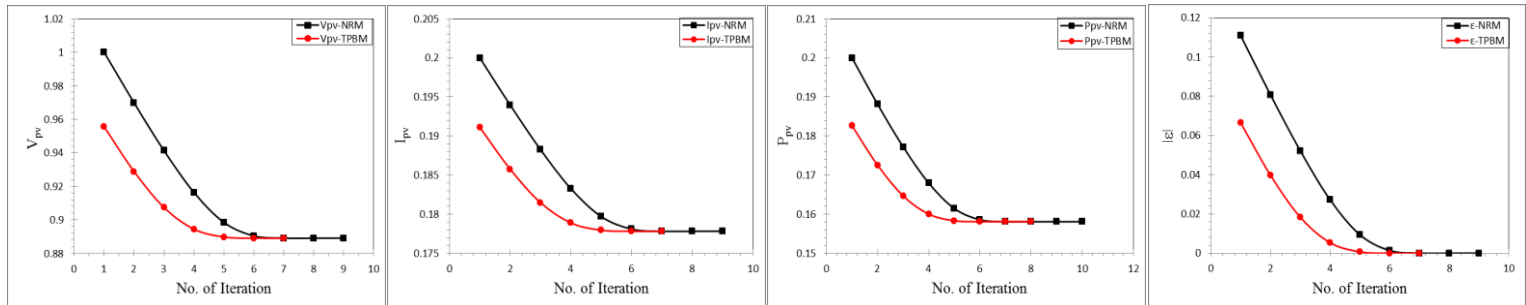 1.02
1
0.98
0.96
0.94
0.92
0.9
0.88
Vpv
0 1 2 3 4 5 6 7 8 9 10
No. of Iteration
Vpv-NRM
Vpv-TPBM
0.205
0.2
0.195
0.19
0.185
0.18
0.175
Ipv
0 2 4 6 8 10
No. of Iteration
Ipv-NRM
Ipv-TPBM
0.21
0.2
0.19
0.18
0.17
0.16
0.15
Ppv
0 2 4 6 8 10 12
No. of Iteration
Ppv-NRM
Ppv-TPBM
0.12
0.1
0.08
0.06
0.04
0.02
0
|ε|
0 2 4 6 8 10
No. of Iteration
ε-NRM
ε-TPBM